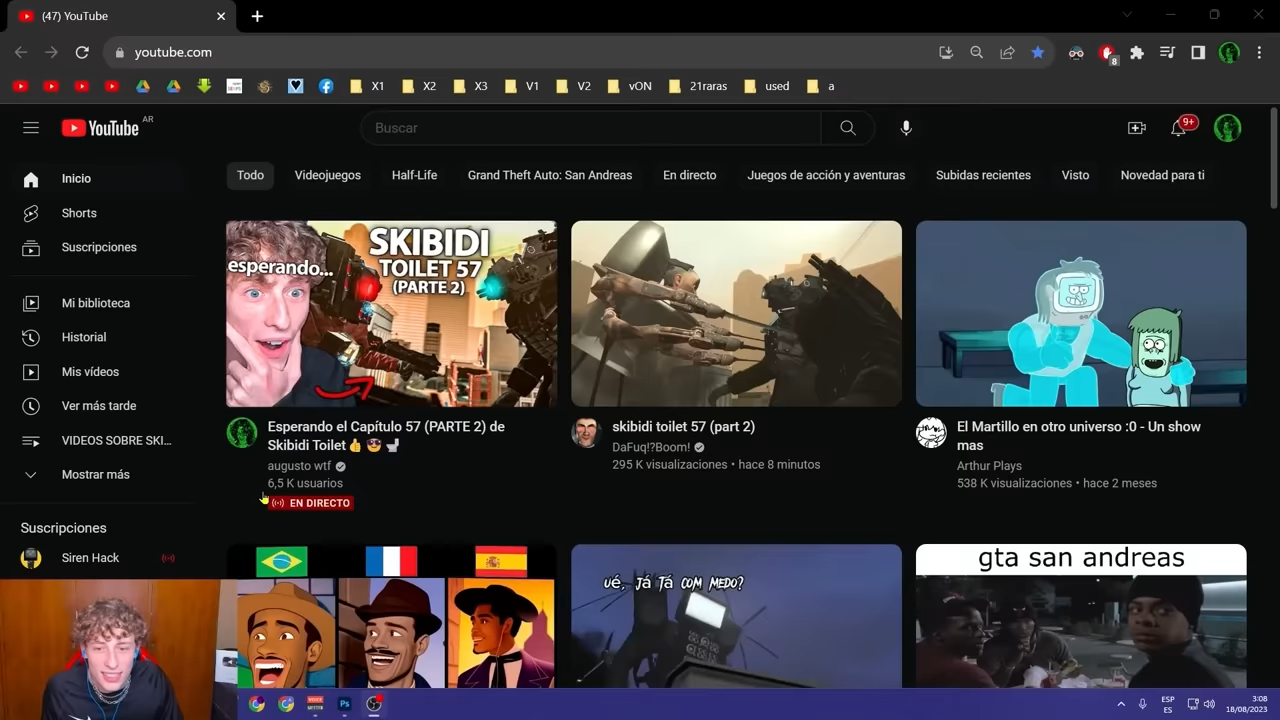 (47) YouTube
youtube.com
8
X1
X2
X3
V1
V2
vON
21raras
used
a
YouTube
AR
Buscar
9+
Todo
Videojuegos
Half-Life
Grand Theft Auto: San Andreas
En directo
Juegos de acción y aventuras
Subidas recientes
Visto
Novedad para ti
Inicio
Shorts
Suscripciones
Mi biblioteca
Historial
Mis vídeos
Ver más tarde
VIDEOS SOBRE SKI...
Mostrar más
Suscripciones
Siren Hack
esperando...
SKIBIDI
TOILET 57
(PARTE 2)
Esperando el Capítulo 57 (PARTE 2) de
Skibidi Toilet👍 😎 🚽
augusto wtf
6,5 K usuarios
EN DIRECTO
skibidi toilet 57 (part 2)
DaFuq!?Boom!
295 K visualizaciones • hace 8 minutos
El Martillo en otro universo :0 - Un show
mas
Arthur Plays
538 K visualizaciones • hace 2 meses
UÉ, JÁ TÁ COM MEDO?
gta san andreas
Ps
ESP
ES
3:08
18/08/2023